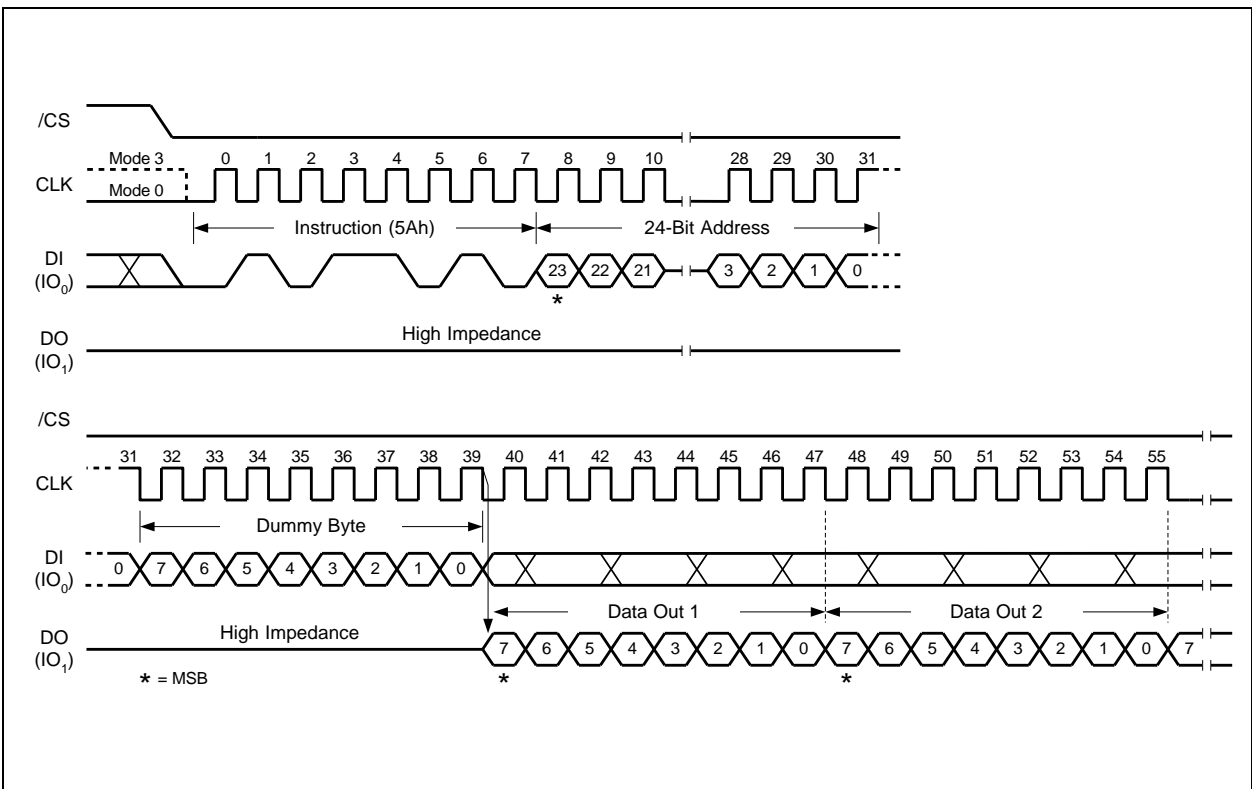 /CS
Mode 3 0 1 2 3 4 5 6 7 8 9 10 28 29 30 31
CLK
Mode 0
Instruction (5Ah) 24-Bit Address
DI
(IO0)
23 22 21 3 2 1 0
*
High Impedance
DO
(IO1)
/CS
31 32 33 34 35 36 37 38 39 40 41 42 43 44 45 46 47 48 49 50 51 52 53 54 55
CLK
Dummy Byte
DI
(IO0)
0 7 6 5 4 3 2 1 0
Data Out 1 Data Out 2
High Impedance
DO
(IO1)
7 6 5 4 3 2 1 0 7 6 5 4 3 2 1 0 7
* = MSB * *